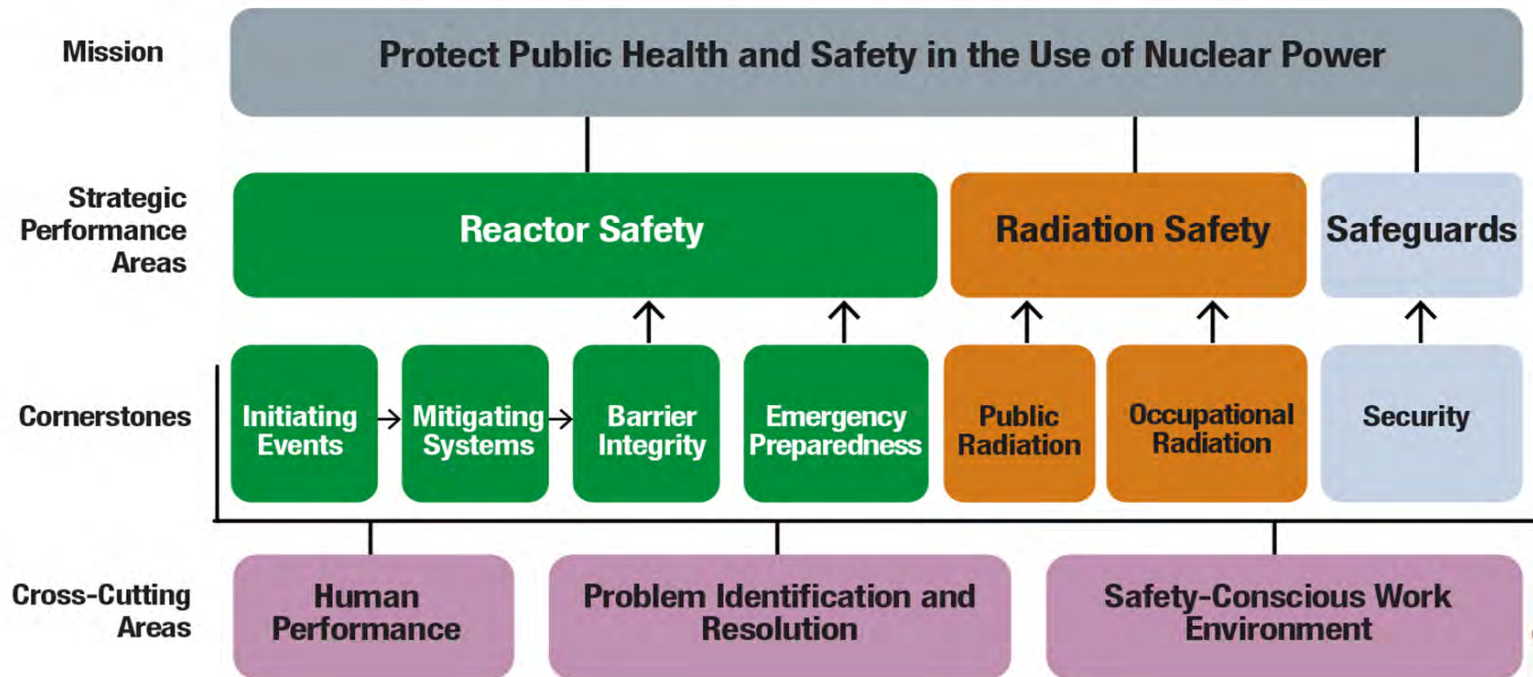 Mission
Protect Public Health and Safety in the Use of Nuclear Power
Strategic
Performance
Areas
Reactor Safety
Radiation Safety
Safeguards
Cornerstones
Initiating
Events
Mitigating
Systems
Barrier
Integrity
Emergency
Preparedness
Public
Radiation
Occupational
Radiation
Security
Cross-Cutting
Areas
Human
Performance
Problem Identification and
Resolution
Safety-Conscious Work
Environment